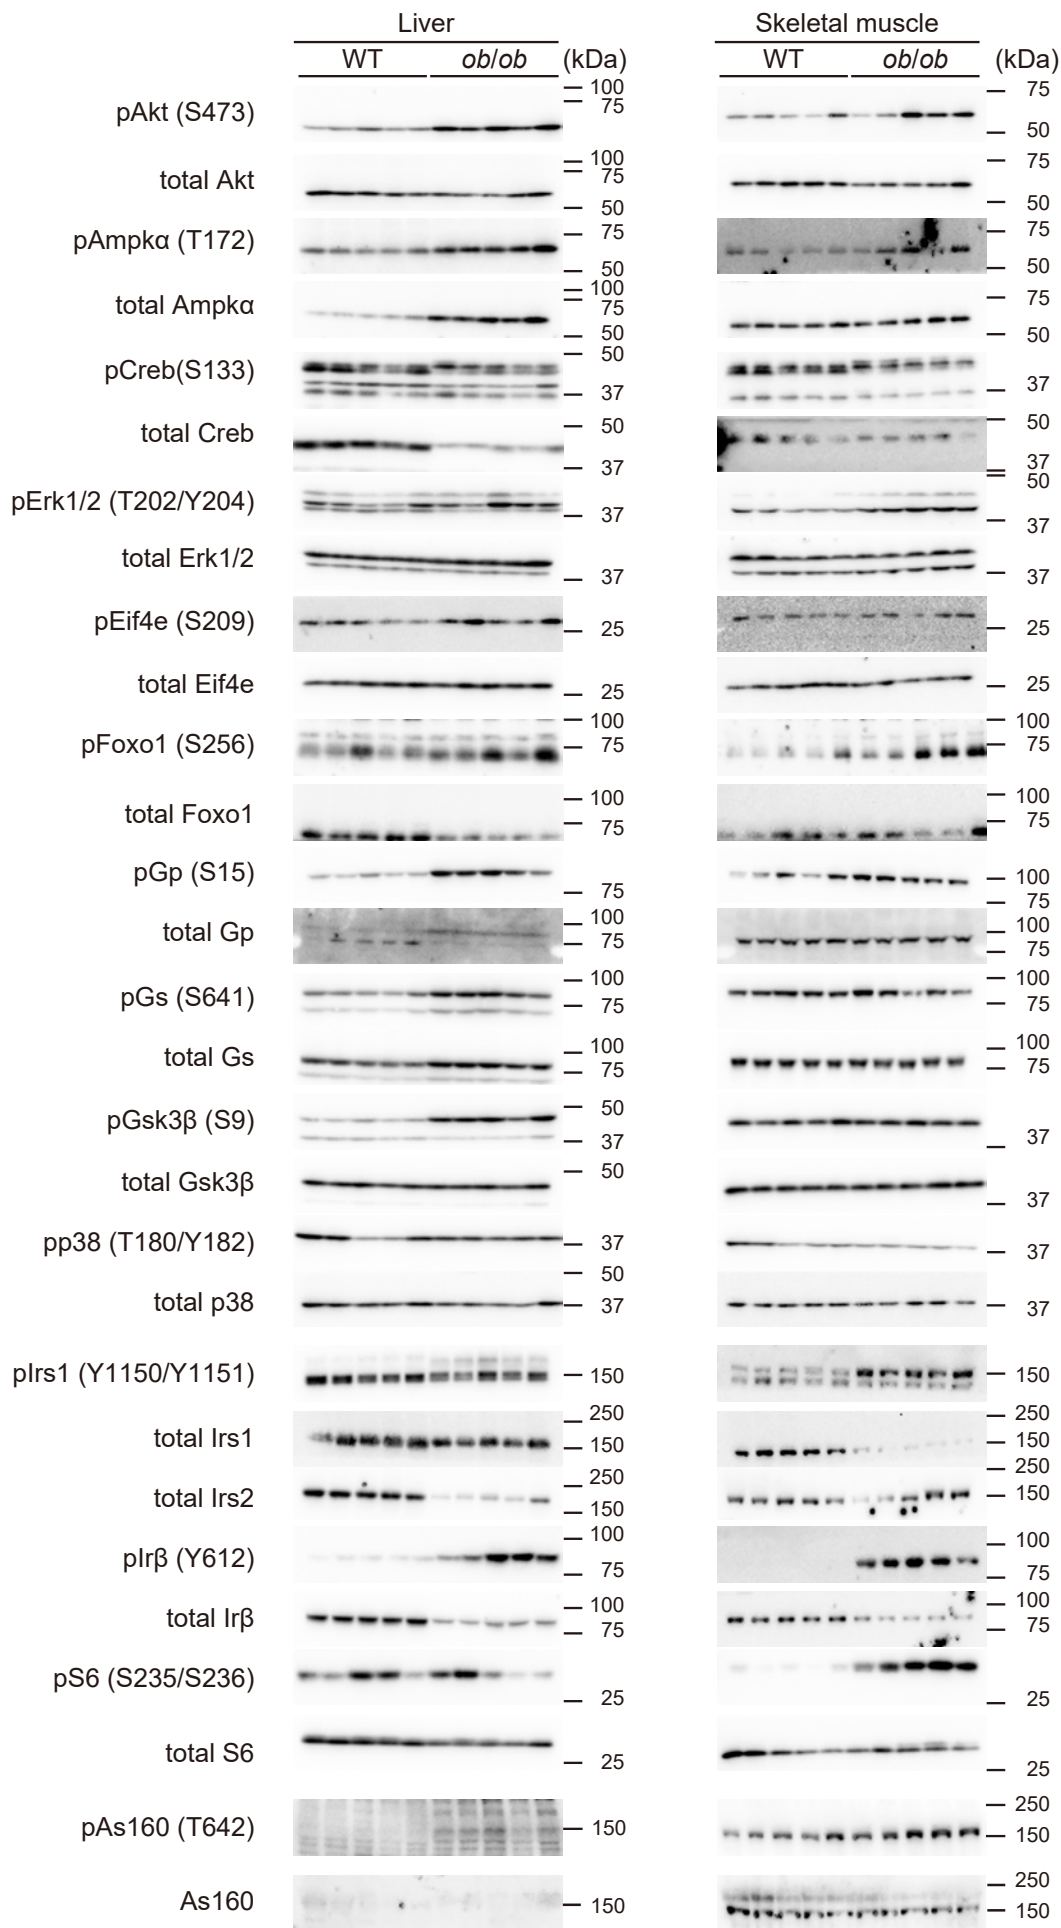 Liver Skeletal muscle
WT ob/ob (kDa) WT ob/ob (kDa)
pAkt (S473) 100 75 75 50
total Akt 100 75 50 75 50
pAmpkα (T172) 75 50 75 50
total Ampkα 100 75 50 75 50
pCreb(S133) 50 37 37
total Creb 50 37 50 37
pErk1/2 (T202/Y204) 37 50 37
total Erk1/2 37 37
pEif4e (S209) 25 25
total Eif4e 25 25
pFoxo1 (S256) 100 75 100 75
total Foxo1 100 75 100 75
pGp (S15) 75 100 75
total Gp 100 75 100 75
pGs (S641) 100 75 100 75
total Gs 100 75 100 75
pGsk3β (S9) 50 37 37
total Gsk3β 50 37
pp38 (T180/Y182) 37 37
total p38 50 37 37
pIrs1 (Y1150/Y1151) 150 150
total Irs1 250 150 250 150
total Irs2 250 150 250 150
pIrβ (Y612) 100 75 100 75
total Irβ 100 75 100 75
pS6 (S235/S236) 25 25
total S6 25 25
pAs160 (T642) 150 250 150
As160 150 250 150